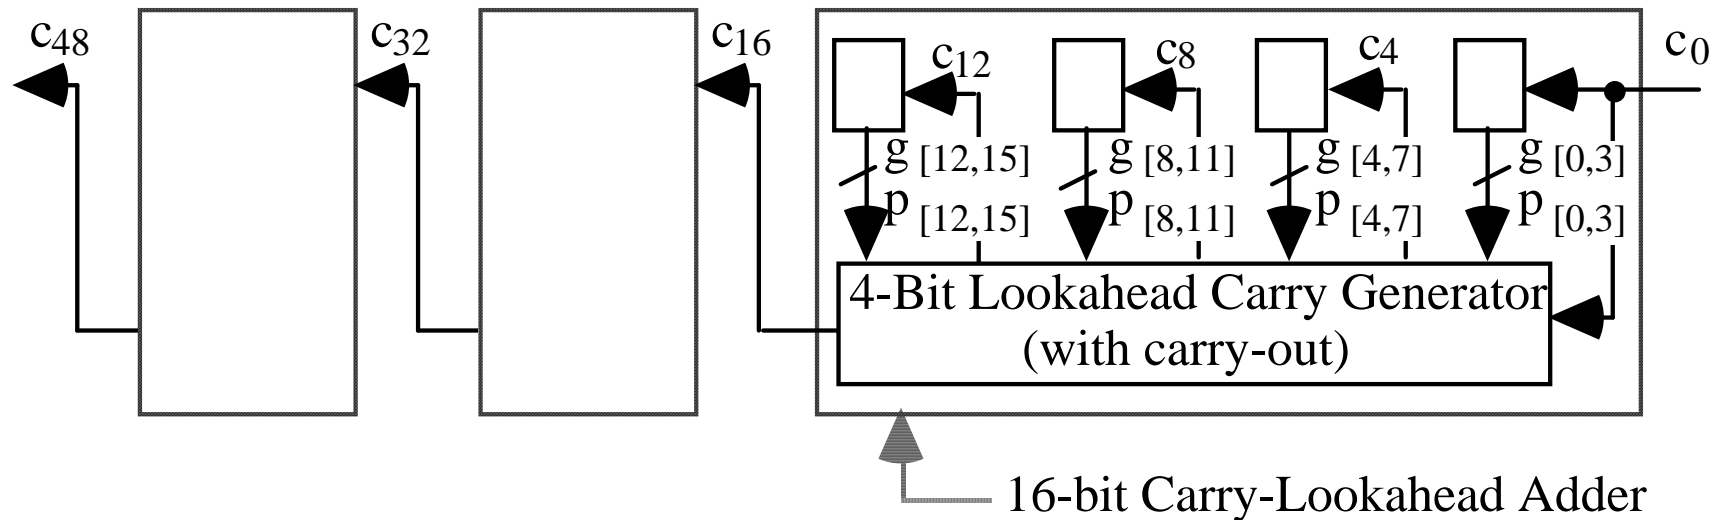 c48 c32 c16 c12 c8 c4 c0
g [12,15] g [8,11] g [4,7] g [0,3]
p [12,15] p [8,11] p [4,7] p [0,3]
4-Bit Lookahead Carry Generator
(with carry-out)
16-bit Carry-Lookahead Adder